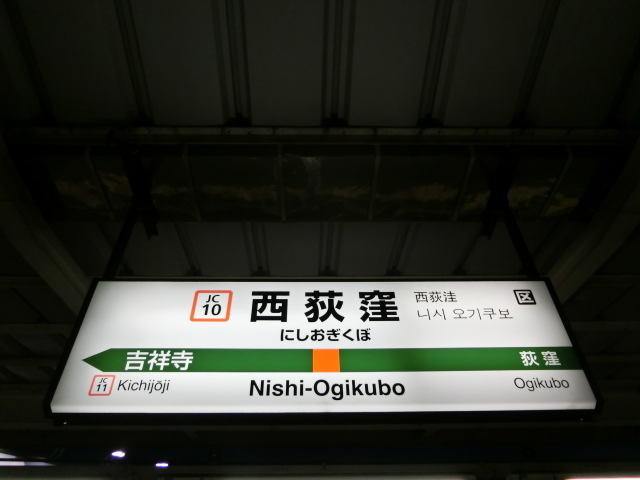 JC
10
西荻窪
西荻洼
니시 오기쿠보
区
にしおぎくぼ
吉祥寺
荻窪
JC
11
Kichijōji
Nishi-Ogikubo
Ogikubo